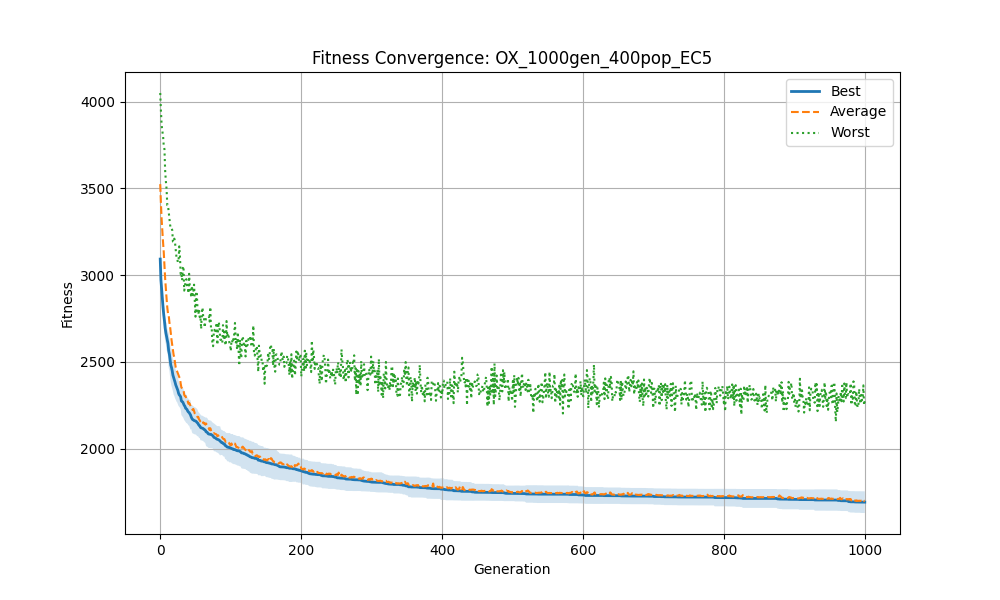 Fitness Convergence: OX_1000gen_400pop_EC5
Best
Average
Worst
4000
3500
3000
2500
2000
Fitness
0
200
400
600
800
1000
Generation